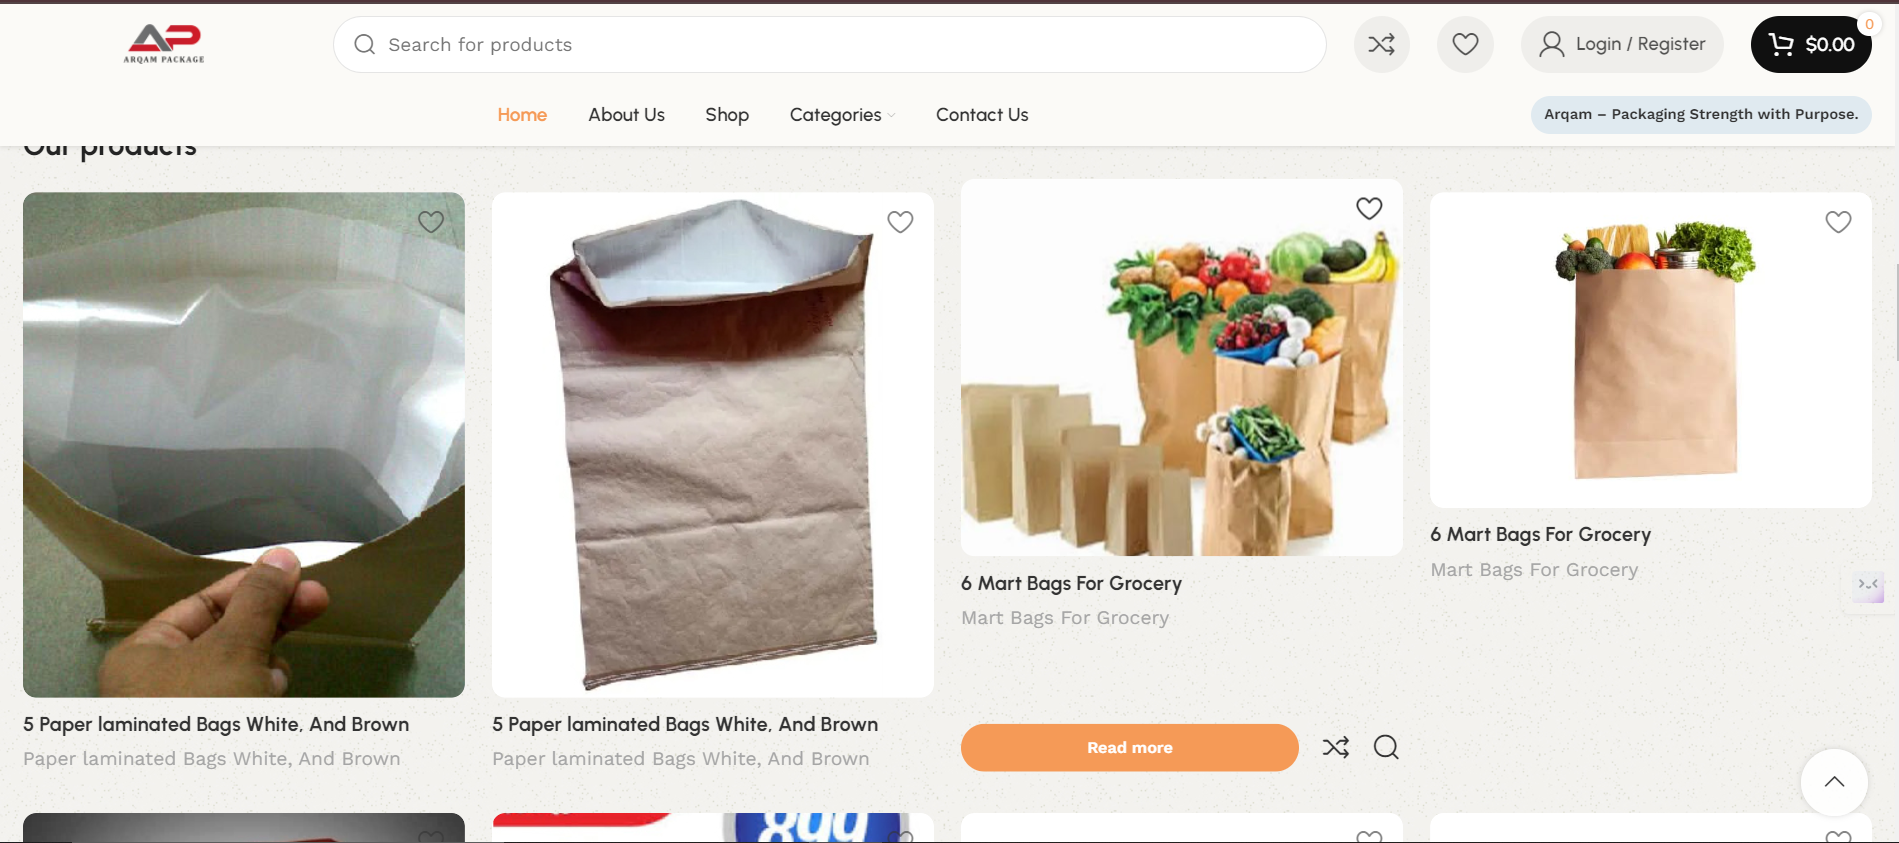 ARQAM PACKAGE
Search for products
Login / Register
$0.00
0
Home
About Us
Shop
Categories
Contact Us
Arqam – Packaging Strength with Purpose.
Our products
5 Paper laminated Bags White, And Brown
Paper laminated Bags White, And Brown
5 Paper laminated Bags White, And Brown
Paper laminated Bags White, And Brown
6 Mart Bags For Grocery
Mart Bags For Grocery
Read more
6 Mart Bags For Grocery
Mart Bags For Grocery